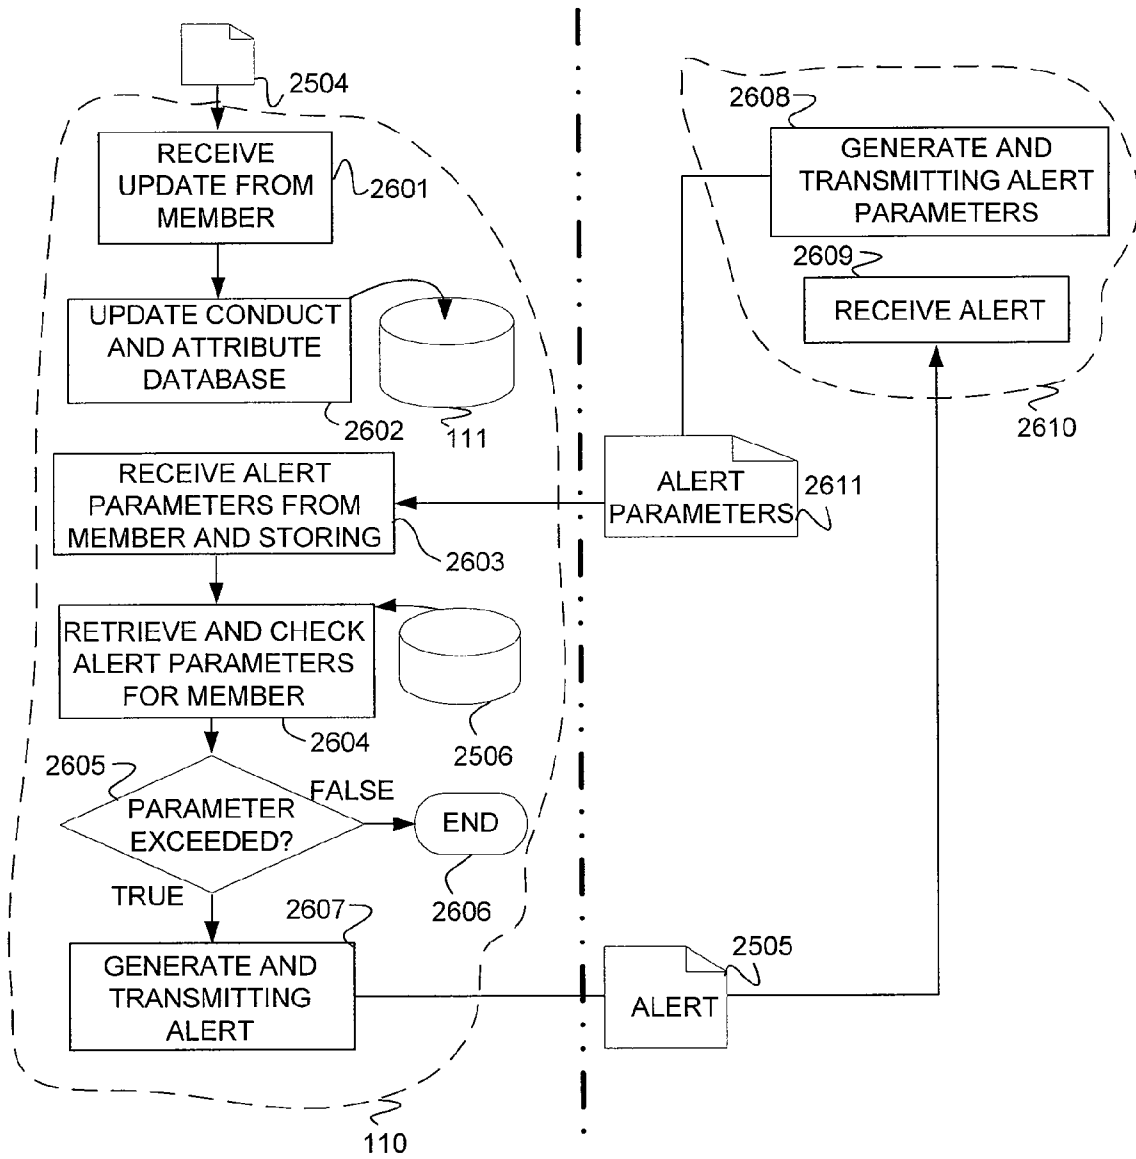 2504
RECEIVE
UPDATE FROM
MEMBER
2601
UPDATE CONDUCT
AND ATTRIBUTE
DATABASE
2602
111
RECEIVE ALERT
PARAMETERS FROM
MEMBER AND STORING
2603
RETRIEVE AND CHECK
ALERT PARAMETERS
FOR MEMBER
2604
2506
2605
PARAMETER
EXCEEDED?
FALSE
END
2606
TRUE
2607
GENERATE AND
TRANSMITTING
ALERT
110
2608
GENERATE AND
TRANSMITTING ALERT
PARAMETERS
2609
RECEIVE ALERT
2610
ALERT
PARAMETERS
2611
2505
ALERT